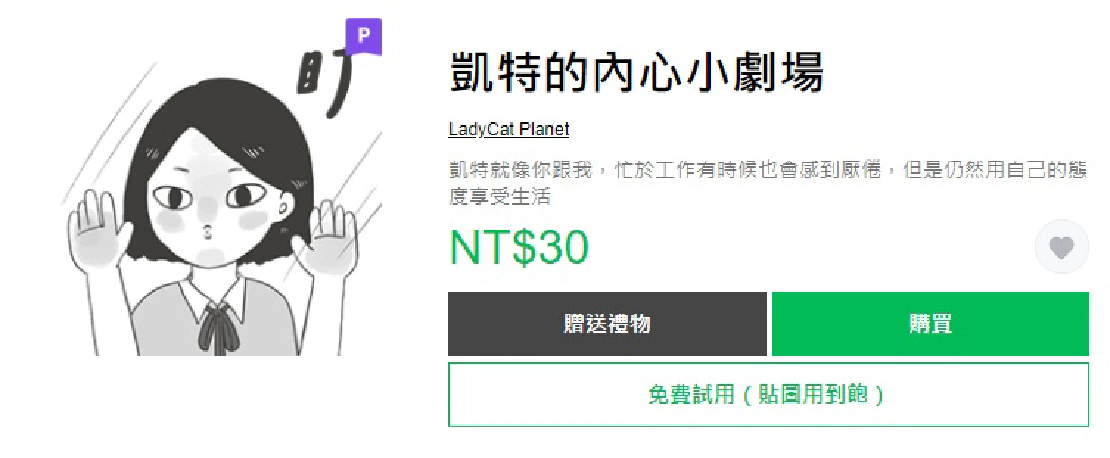 P
盯
凱特的內心小劇場
LadyCat Planet
凱特就像你跟我，忙於工作有時候也會感到厭倦，但是仍然用自己的態
度享受生活
NT$30
贈送禮物
購買
免費試用 ( 貼圖用到飽 )